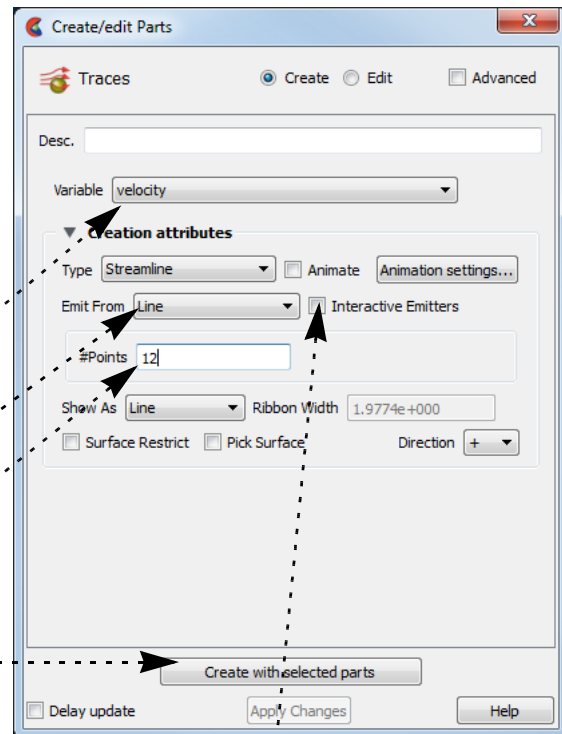 Create/edit Parts
Traces Create Edit Advanced
Desc.
Variable velocity
Creation attributes
Type Streamline Animate Animation settings...
Emit From Line Interactive Emitters
#Points 12
Show As Line Ribbon Width 1.9774e+000
Surface Restrict Pick Surface Direction +
Create with selected parts
Delay update Apply Changes Help